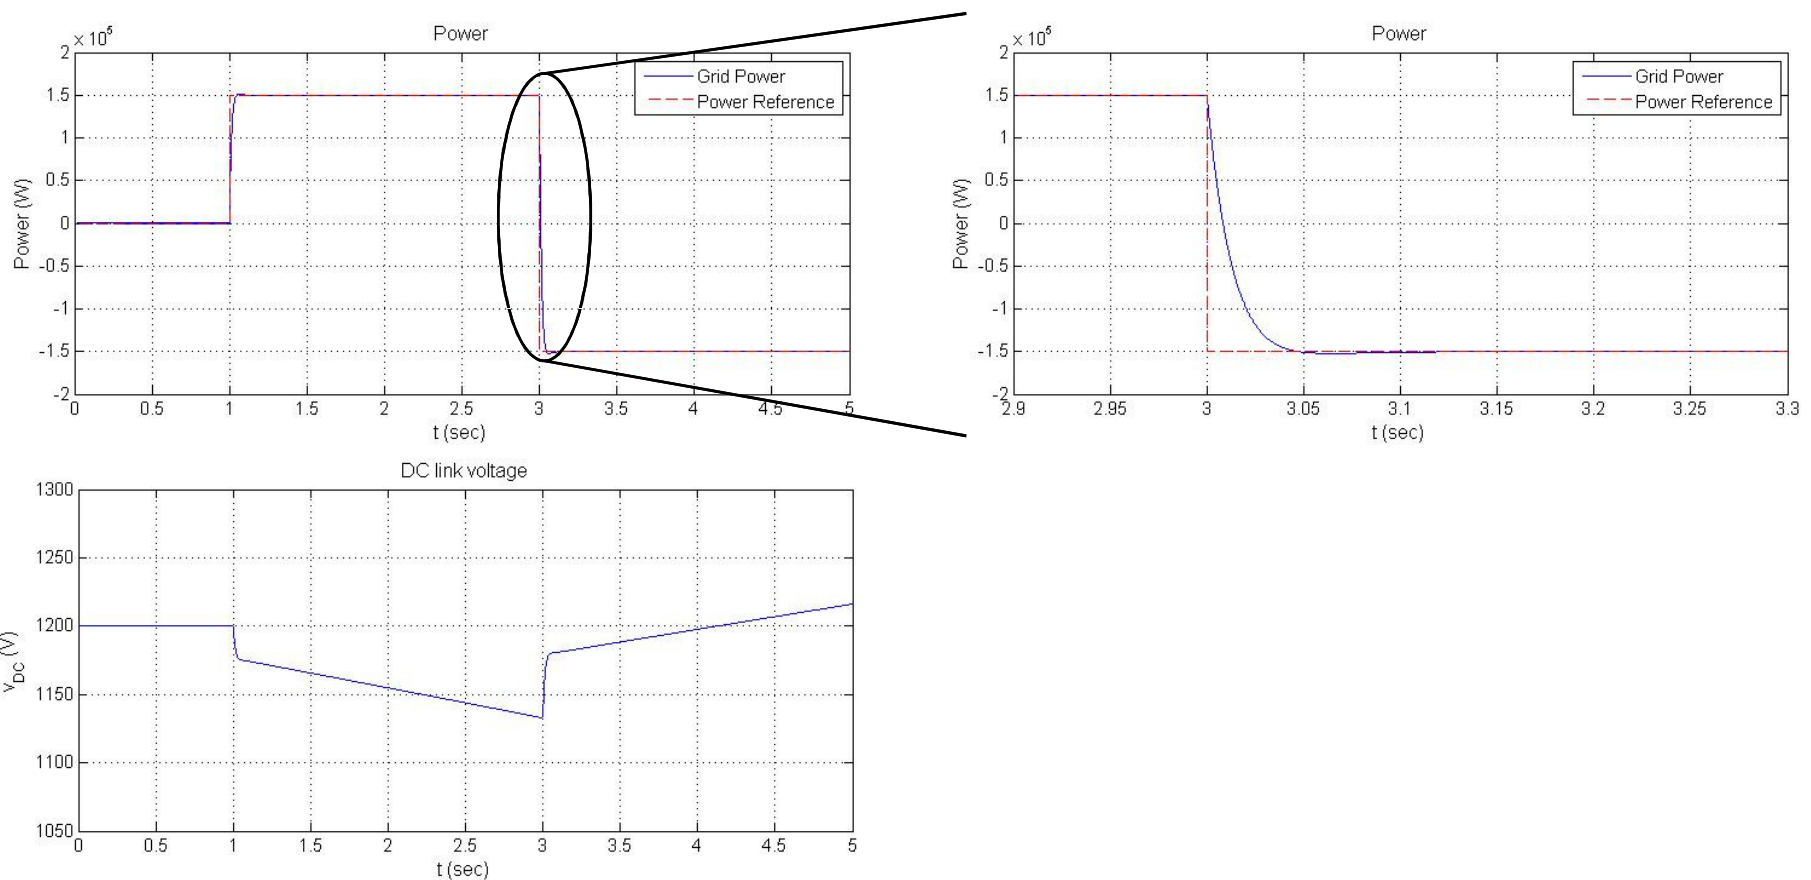 Power
× 10⁵
2
1.5
1
0.5
0
-0.5
-1
-1.5
-2
Power (W)
Grid Power
Power Reference
0 0.5 1 1.5 2 2.5 3 3.5 4 4.5 5
t (sec)
Power
× 10⁵
2
1.5
1
0.5
0
-0.5
-1
-1.5
-2
Power (W)
Grid Power
Power Reference
2.9 2.95 3 3.05 3.1 3.15 3.2 3.25 3.3
t (sec)
DC link voltage
1300
1250
1200
1150
1100
1050
v_DC (V)
0 0.5 1 1.5 2 2.5 3 3.5 4 4.5 5
t (sec)